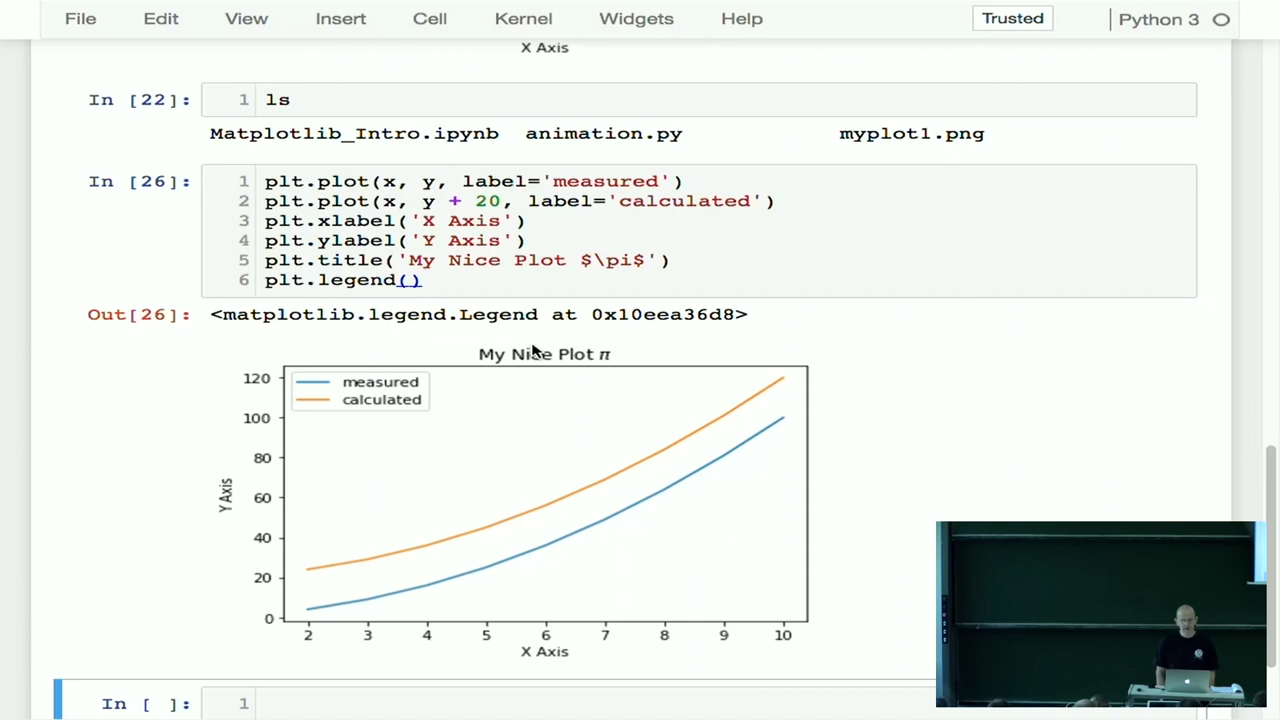 File Edit View Insert Cell Kernel Widgets Help Trusted Python 3
X Axis
In [22]: 1 ls
Matplotlib_Intro.ipynb animation.py myplot1.png
In [26]: 1 plt.plot(x, y, label='measured')
2 plt.plot(x, y + 20, label='calculated')
3 plt.xlabel('X Axis')
4 plt.ylabel('Y Axis')
5 plt.title('My Nice Plot $\pi$')
6 plt.legend()
Out[26]: <matplotlib.legend.Legend at 0x10eea36d8>
My Nice Plot π
measured
calculated
120
100
80
60
40
20
0
Y Axis
2 3 4 5 6 7 8 9 10
X Axis
In [ ]: 1